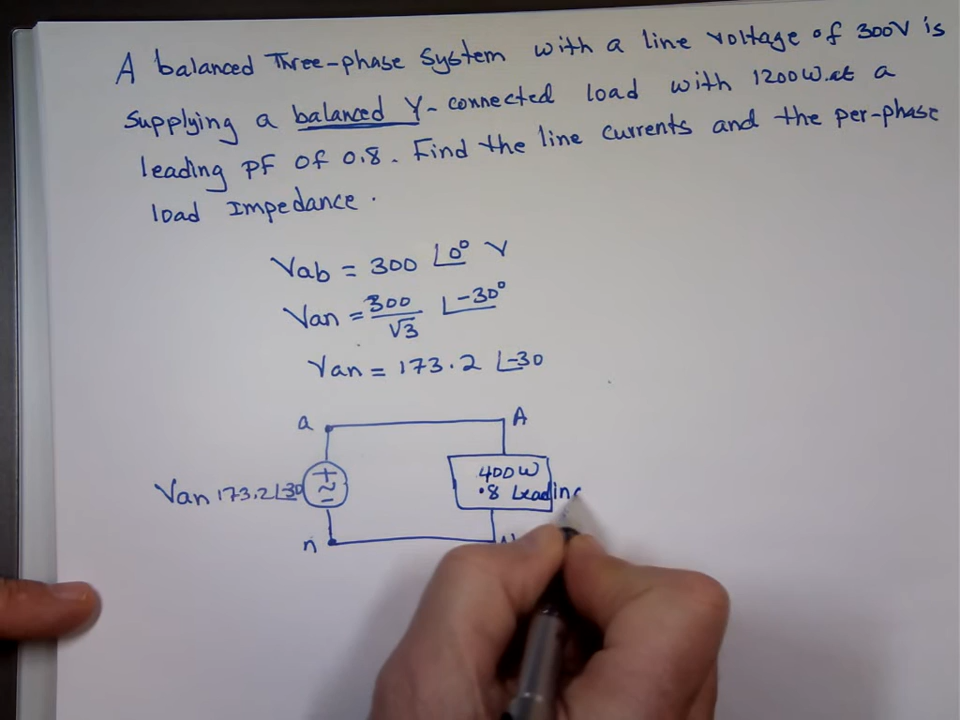 A balanced Three-phase System with a line voltage of 300V is
Supplying a balanced Y-connected load with 1200W.at a
leading PF of 0.8. Find the line currents and the per-phase
load Impedance.
Vab = 300 ∠0° V
Van = 300/√3 ∠-30°
Van = 173.2 ∠-30
a A
400W
Van 173.2∠-30 + ~ - .8 Leading
n